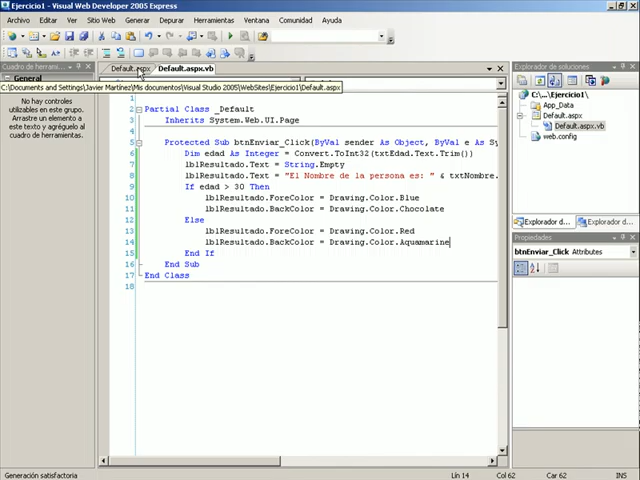 Ejercicio1 - Visual Web Developer 2005 Express
Archivo Editar Ver Sitio Web Generar Depurar Herramientas Ventana Comunidad Ayuda
Default.aspx Default.aspx.vb
Cuadro de herrami...
C:\Documents and Settings\Javier Martínez\Mis documentos\Visual Studio 2005\WebSites\Ejercicio1\Default.aspx
General
No hay controles
utilizables en este grupo.
Arrastre un elemento a
este texto y agréguelo al
cuadro de herramientas.
1
2 Partial Class _Default
3 Inherits System.Web.UI.Page
4
5 Protected Sub btnEnviar_Click(ByVal sender As Object, ByVal e As Sy
6 Dim edad As Integer = Convert.ToInt32(txtEdad.Text.Trim())
7 lblResultado.Text = String.Empty
8 lblResultado.Text = "El Nombre de la persona es: " & txtNombre.
9 If edad > 30 Then
10 lblResultado.ForeColor = Drawing.Color.Blue
11 lblResultado.BackColor = Drawing.Color.Chocolate
12 Else
13 lblResultado.ForeColor = Drawing.Color.Red
14 lblResultado.BackColor = Drawing.Color.Aquamarine
15 End If
16 End Sub
17 End Class
18
Explorador de soluciones
C:\...\Ejercicio1\
App_Data
Default.aspx
Default.aspx.vb
web.config
Explorador d... Explorador de...
Propiedades
btnEnviar_Click Attributes
Generación satisfactoria Lín 14 Col 62 Car 62 INS